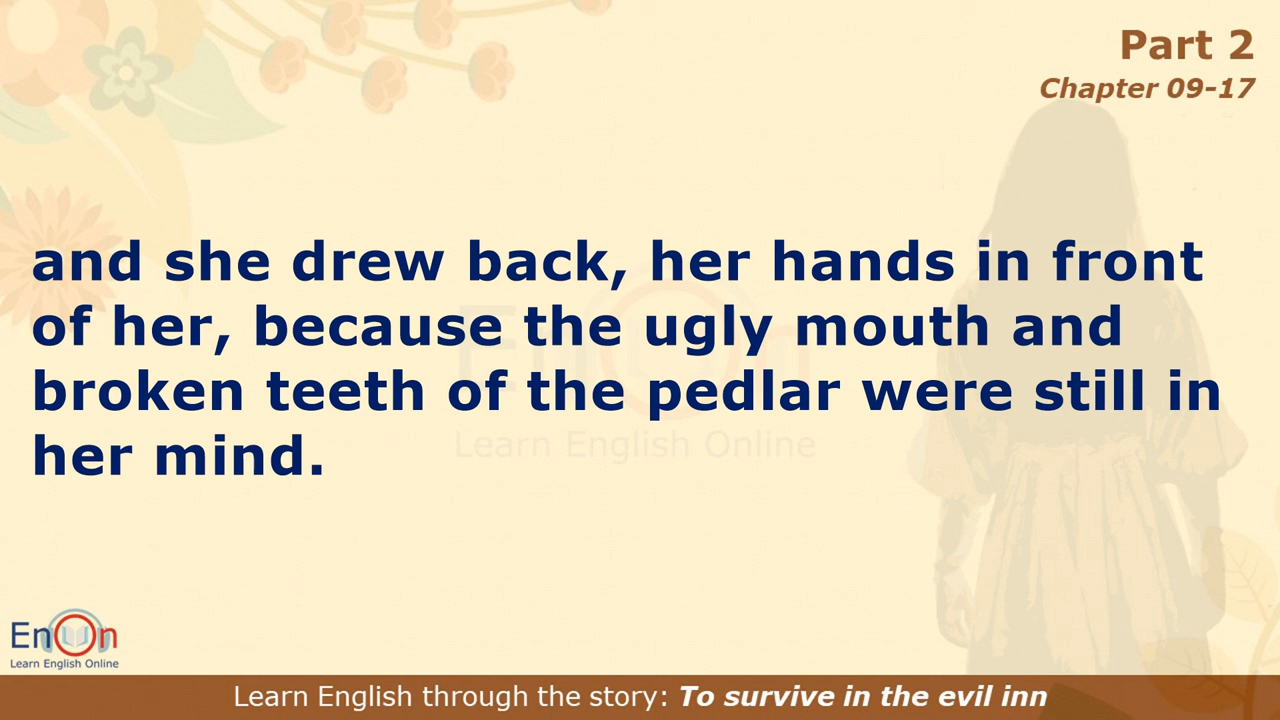 Part 2
Chapter 09-17
and she drew back, her hands in front
of her, because the ugly mouth and
broken teeth of the pedlar were still in
her mind.
EnOn
Learn English Online
EnOn
Learn English Online
Learn English through the story: To survive in the evil inn